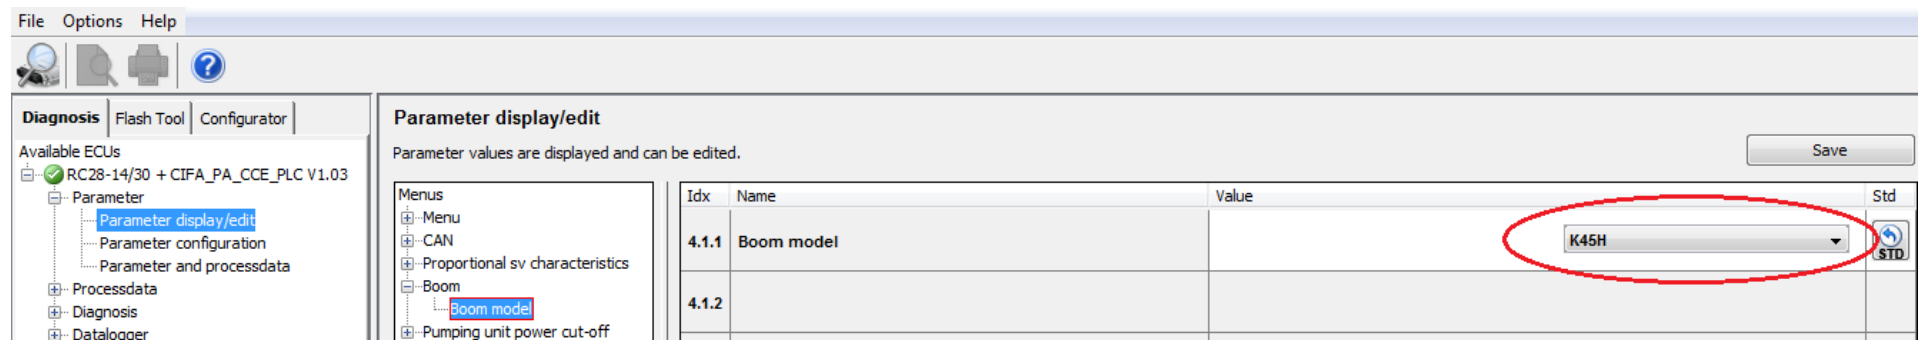 File Options Help
Diagnosis Flash Tool Configurator
Available ECUs
RC28-14/30 + CIFA_PA_CCE_PLC V1.03
Parameter
Parameter display/edit
Parameter configuration
Parameter and processdata
Processdata
Diagnosis
Datalogger
Parameter display/edit
Parameter values are displayed and can be edited.
Save
Menus
Menu
CAN
Proportional sv characteristics
Boom
Boom model
Pumping unit power cut-off
Idx Name Value Std
4.1.1 Boom model K45H STD
4.1.2